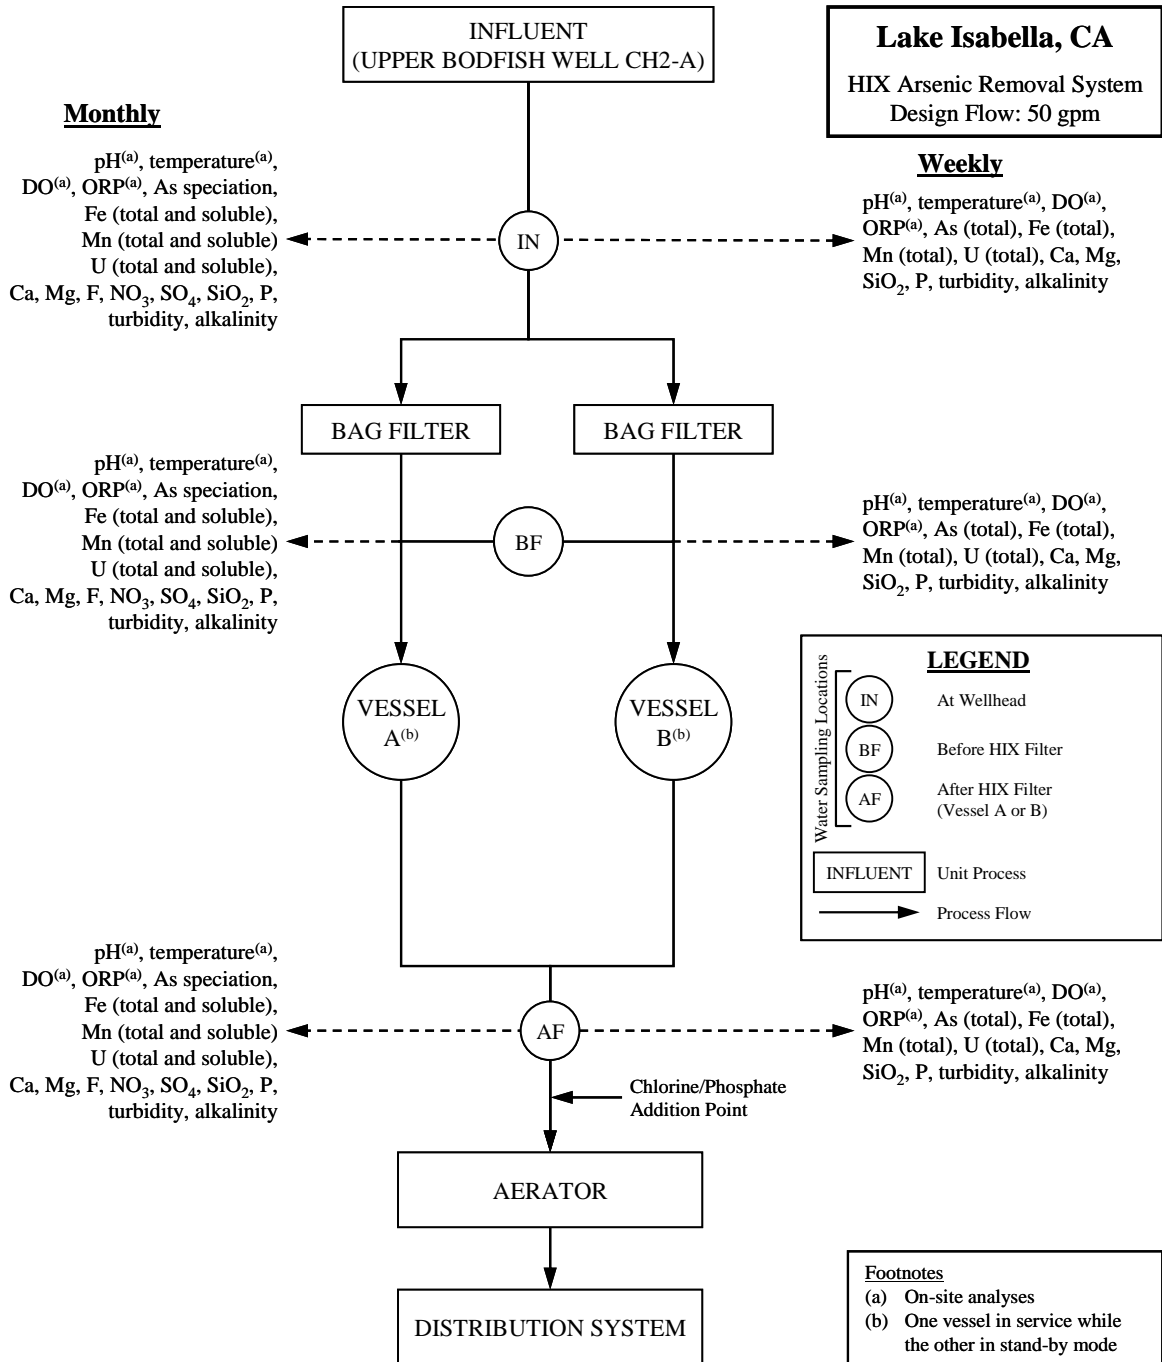 INFLUENT
(UPPER BODFISH WELL CH2-A)
Lake Isabella, CA
HIX Arsenic Removal System
Design Flow: 50 gpm
Monthly
pH(a), temperature(a),
DO(a), ORP(a), As speciation,
Fe (total and soluble),
Mn (total and soluble)
U (total and soluble),
Ca, Mg, F, NO3, SO4, SiO2, P,
turbidity, alkalinity
IN
Weekly
pH(a), temperature(a), DO(a),
ORP(a), As (total), Fe (total),
Mn (total), U (total), Ca, Mg,
SiO2, P, turbidity, alkalinity
BAG FILTER
BAG FILTER
pH(a), temperature(a),
DO(a), ORP(a), As speciation,
Fe (total and soluble),
Mn (total and soluble)
U (total and soluble),
Ca, Mg, F, NO3, SO4, SiO2, P,
turbidity, alkalinity
BF
pH(a), temperature(a), DO(a),
ORP(a), As (total), Fe (total),
Mn (total), U (total), Ca, Mg,
SiO2, P, turbidity, alkalinity
VESSEL
A(b)
VESSEL
B(b)
LEGEND
Water Sampling Locations
IN
At Wellhead
BF
Before HIX Filter
AF
After HIX Filter
(Vessel A or B)
INFLUENT
Unit Process
Process Flow
pH(a), temperature(a),
DO(a), ORP(a), As speciation,
Fe (total and soluble),
Mn (total and soluble)
U (total and soluble),
Ca, Mg, F, NO3, SO4, SiO2, P,
turbidity, alkalinity
AF
pH(a), temperature(a), DO(a),
ORP(a), As (total), Fe (total),
Mn (total), U (total), Ca, Mg,
SiO2, P, turbidity, alkalinity
Chlorine/Phosphate
Addition Point
AERATOR
DISTRIBUTION SYSTEM
Footnotes
(a) On-site analyses
(b) One vessel in service while
the other in stand-by mode